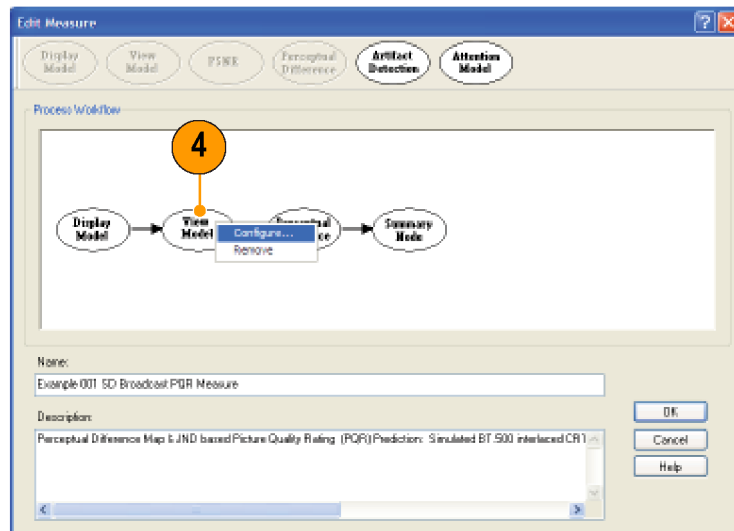 Edit Measure
Display Model
View Model
PSNR
Perceptual Difference
Artifact Detection
Attention Model
Process Workflow
4
Display Model
View Model
Configure...
Remove
Summary Node
Name:
Example 001 SD Broadcast PQR Measure
Description:
Perceptual Difference Map & JND based Picture Quality Rating (PQR) Prediction: Simulated BT.500 interlaced CRT
OK
Cancel
Help